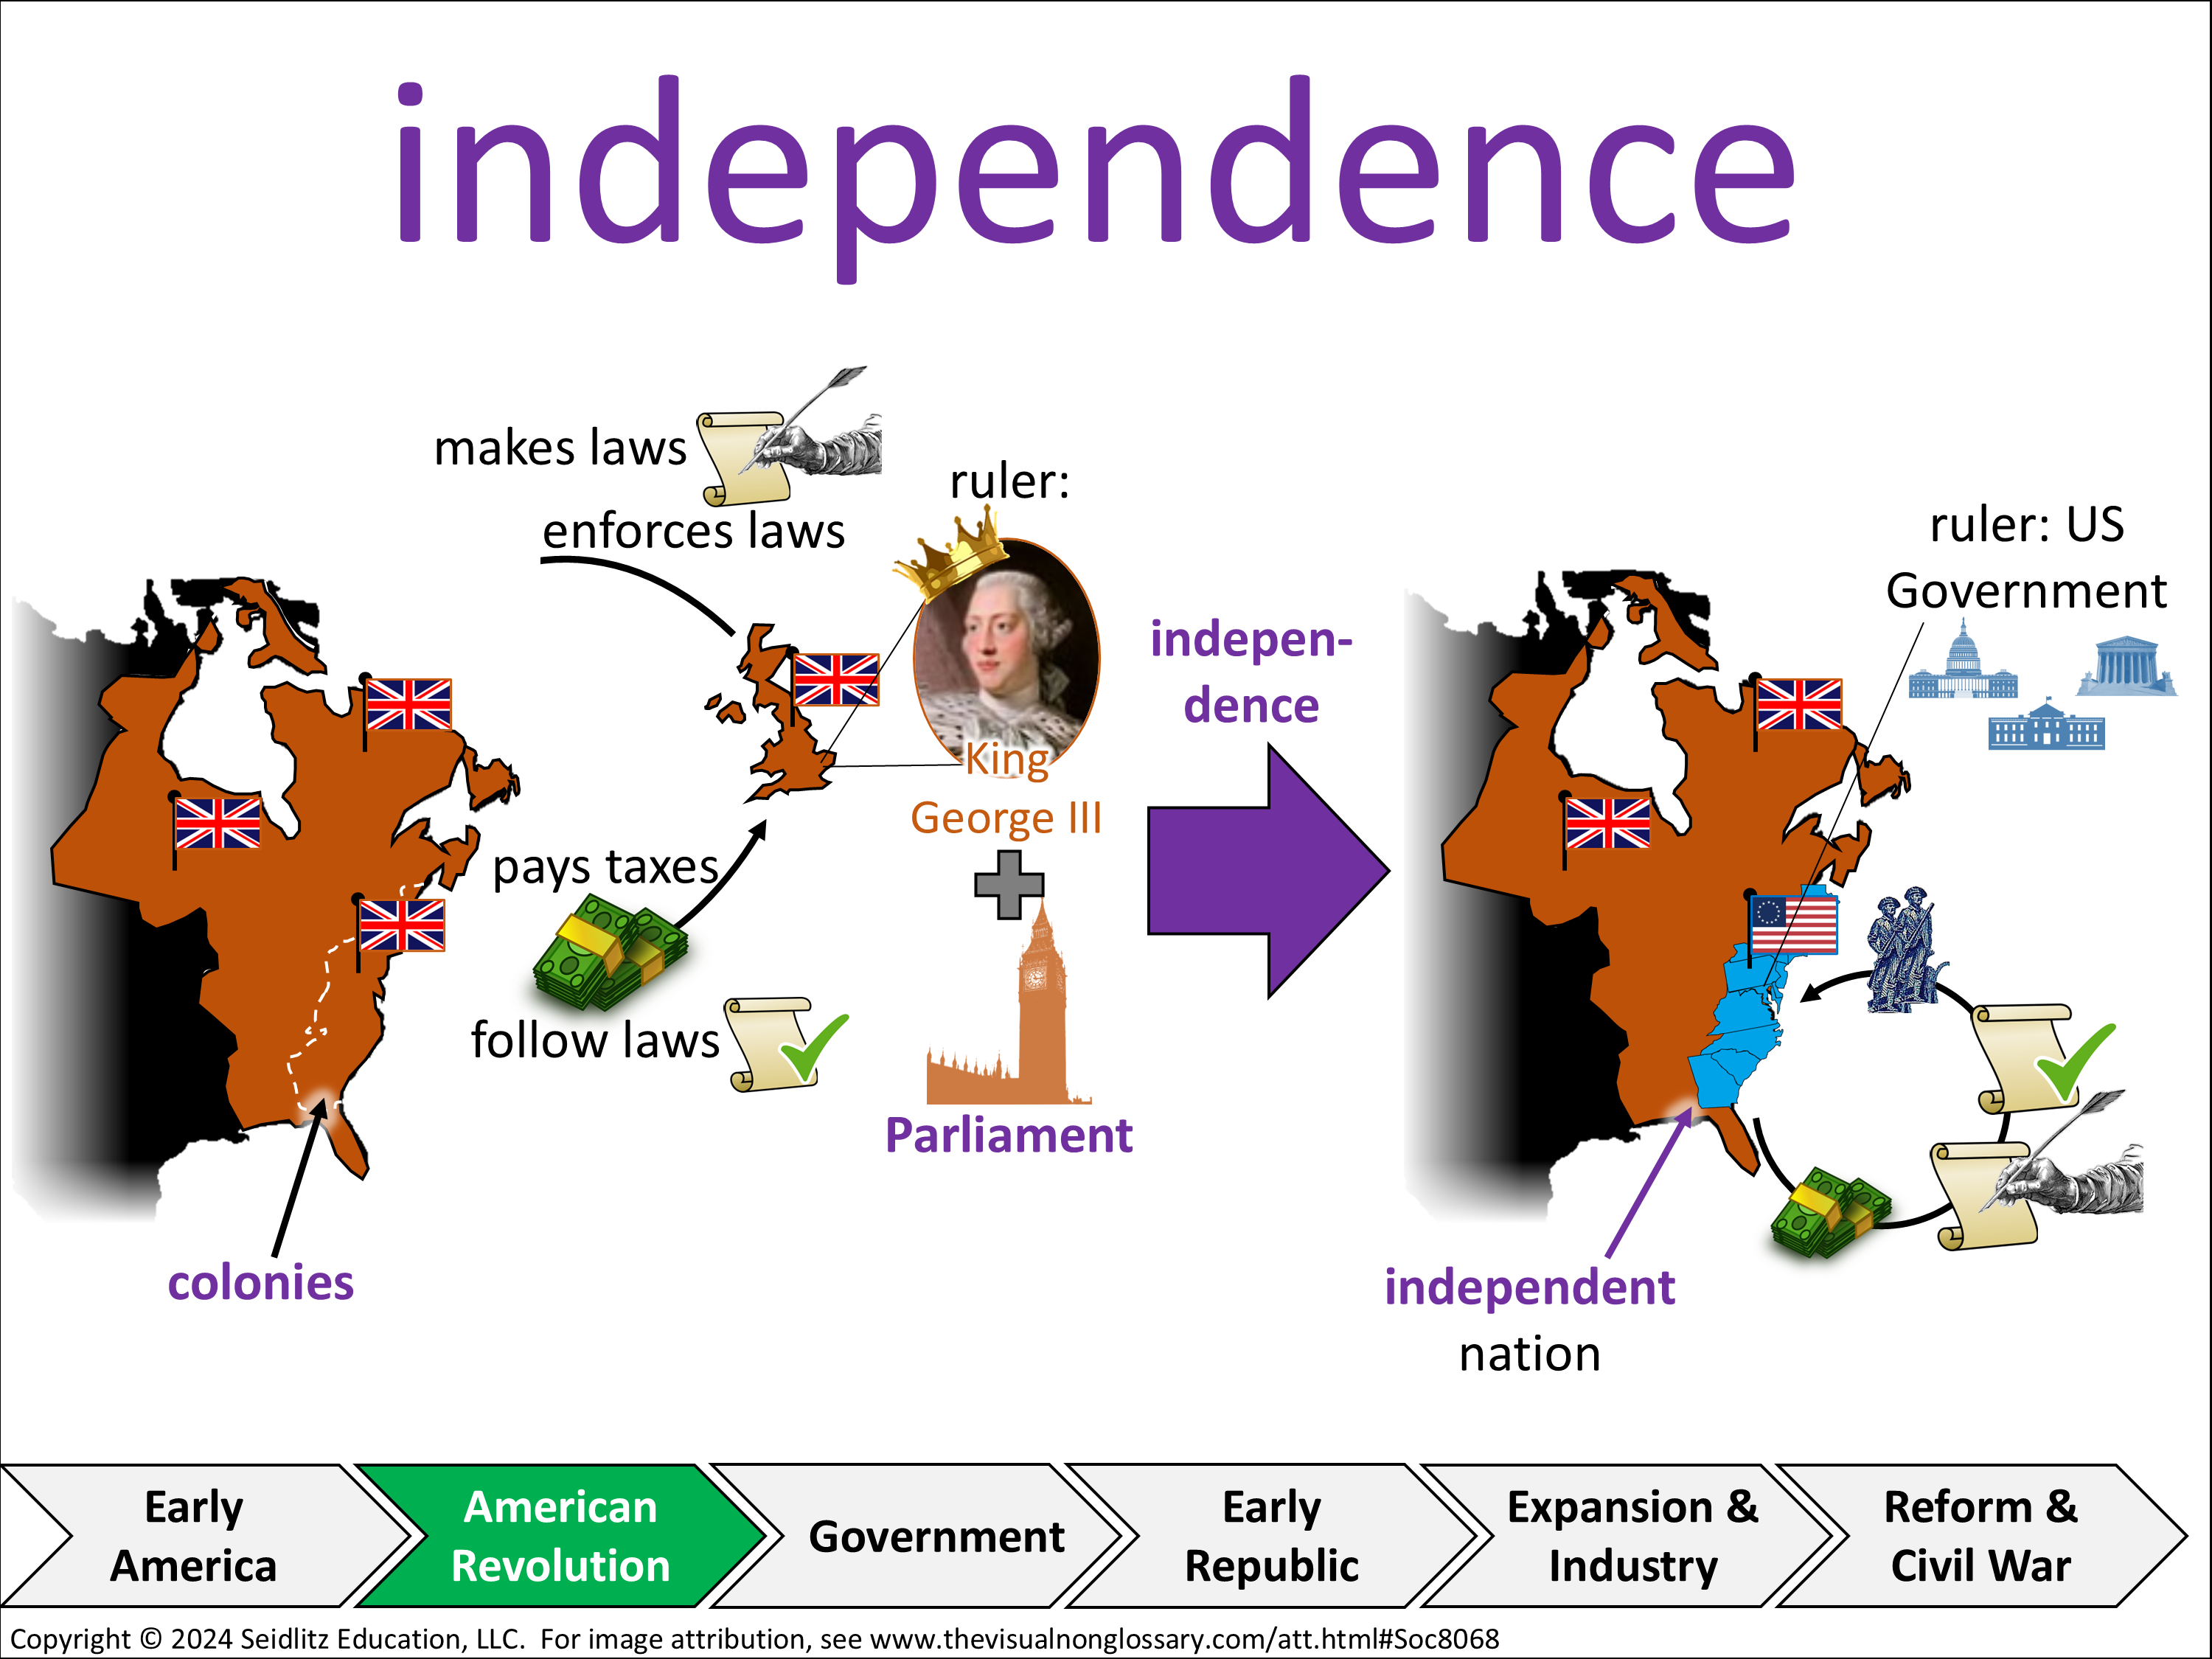 independence
makes laws
enforces laws
ruler:
King
George III
Parliament
pays taxes
follow laws
colonies
indepen-
dence
ruler: US
Government
independent
nation
Early
America
American
Revolution
Government
Early
Republic
Expansion &
Industry
Reform &
Civil War
Copyright © 2024 Seidlitz Education, LLC.  For image attribution, see www.thevisualnonglossary.com/att.html#Soc8068